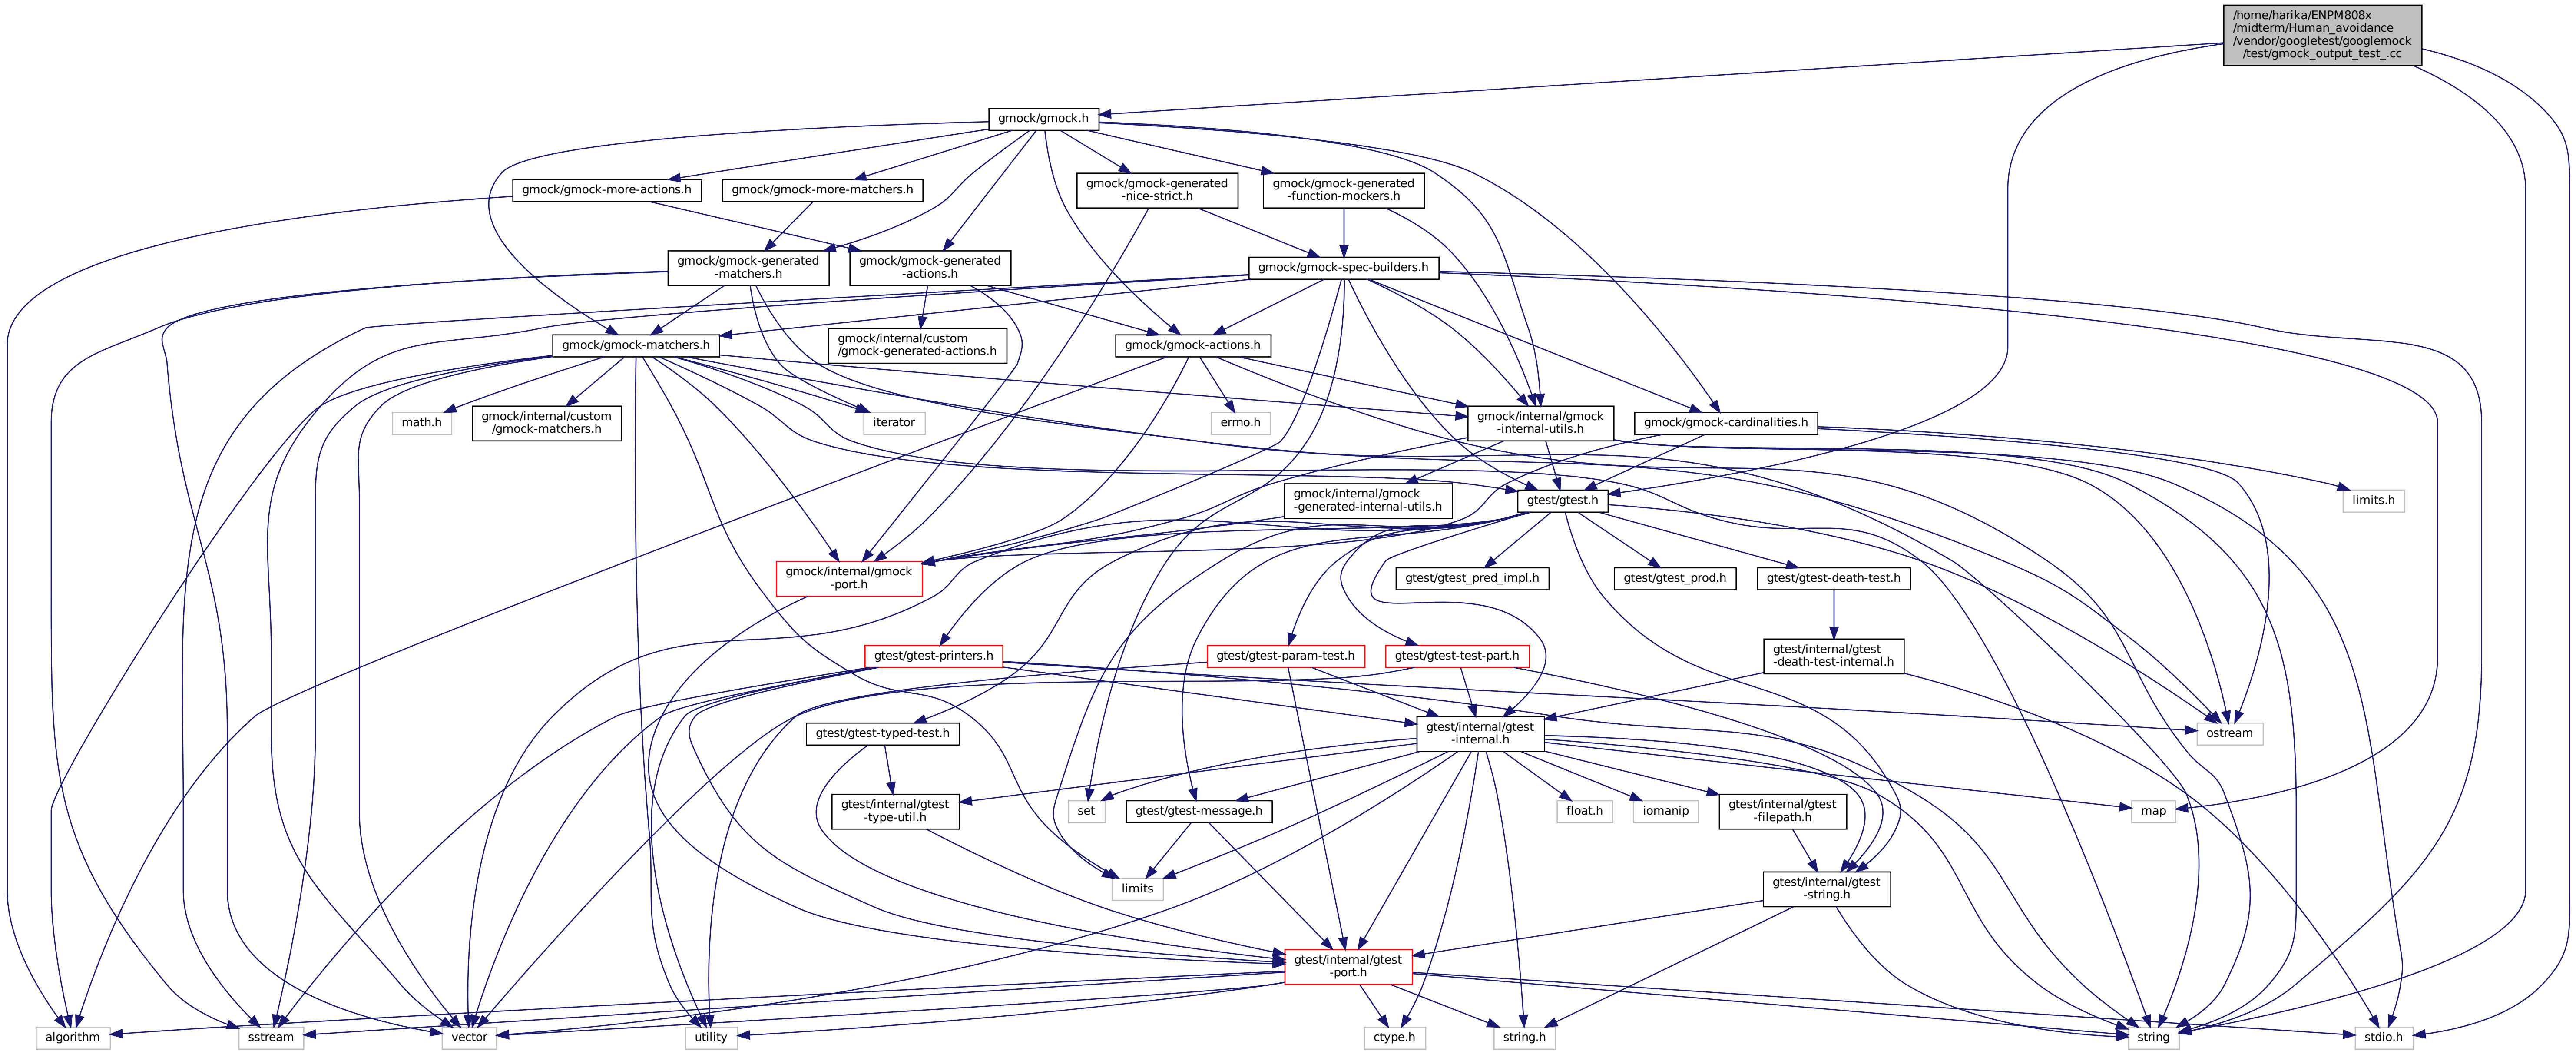 /home/harika/ENPM808x
/midterm/Human_avoidance
/vendor/googletest/googlemock
/test/gmock_output_test_.cc
gmock/gmock.h
gmock/gmock-more-actions.h
gmock/gmock-more-matchers.h
gmock/gmock-generated
-nice-strict.h
gmock/gmock-generated
-function-mockers.h
gmock/gmock-generated
-matchers.h
gmock/gmock-generated
-actions.h
gmock/gmock-spec-builders.h
gmock/gmock-matchers.h
gmock/internal/custom
/gmock-generated-actions.h
gmock/gmock-actions.h
math.h
gmock/internal/custom
/gmock-matchers.h
iterator
errno.h
gmock/internal/gmock
-internal-utils.h
gmock/gmock-cardinalities.h
gmock/internal/gmock
-generated-internal-utils.h
gtest/gtest.h
limits.h
gmock/internal/gmock
-port.h
gtest/gtest_pred_impl.h
gtest/gtest_prod.h
gtest/gtest-death-test.h
gtest/gtest-printers.h
gtest/gtest-param-test.h
gtest/gtest-test-part.h
gtest/internal/gtest
-death-test-internal.h
gtest/gtest-typed-test.h
gtest/internal/gtest
-internal.h
ostream
gtest/internal/gtest
-type-util.h
set
gtest/gtest-message.h
float.h
iomanip
gtest/internal/gtest
-filepath.h
map
limits
gtest/internal/gtest
-string.h
gtest/internal/gtest
-port.h
algorithm
sstream
vector
utility
ctype.h
string.h
string
stdio.h